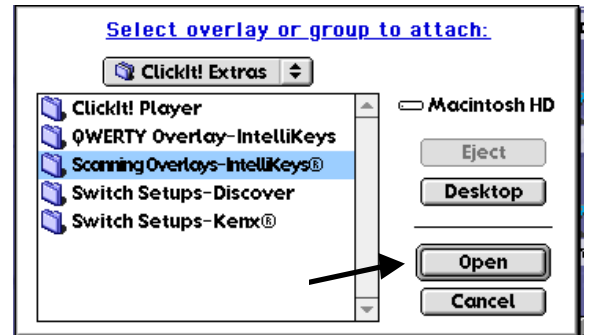 Select overlay or group to attach:
ClickIt! Extras
ClickIt! Player
QWERTY Overlay-IntelliKeys
Scanning Overlays-IntelliKeys®
Switch Setups-Discover
Switch Setups-Kenx®
Macintosh HD
Eject
Desktop
Open
Cancel